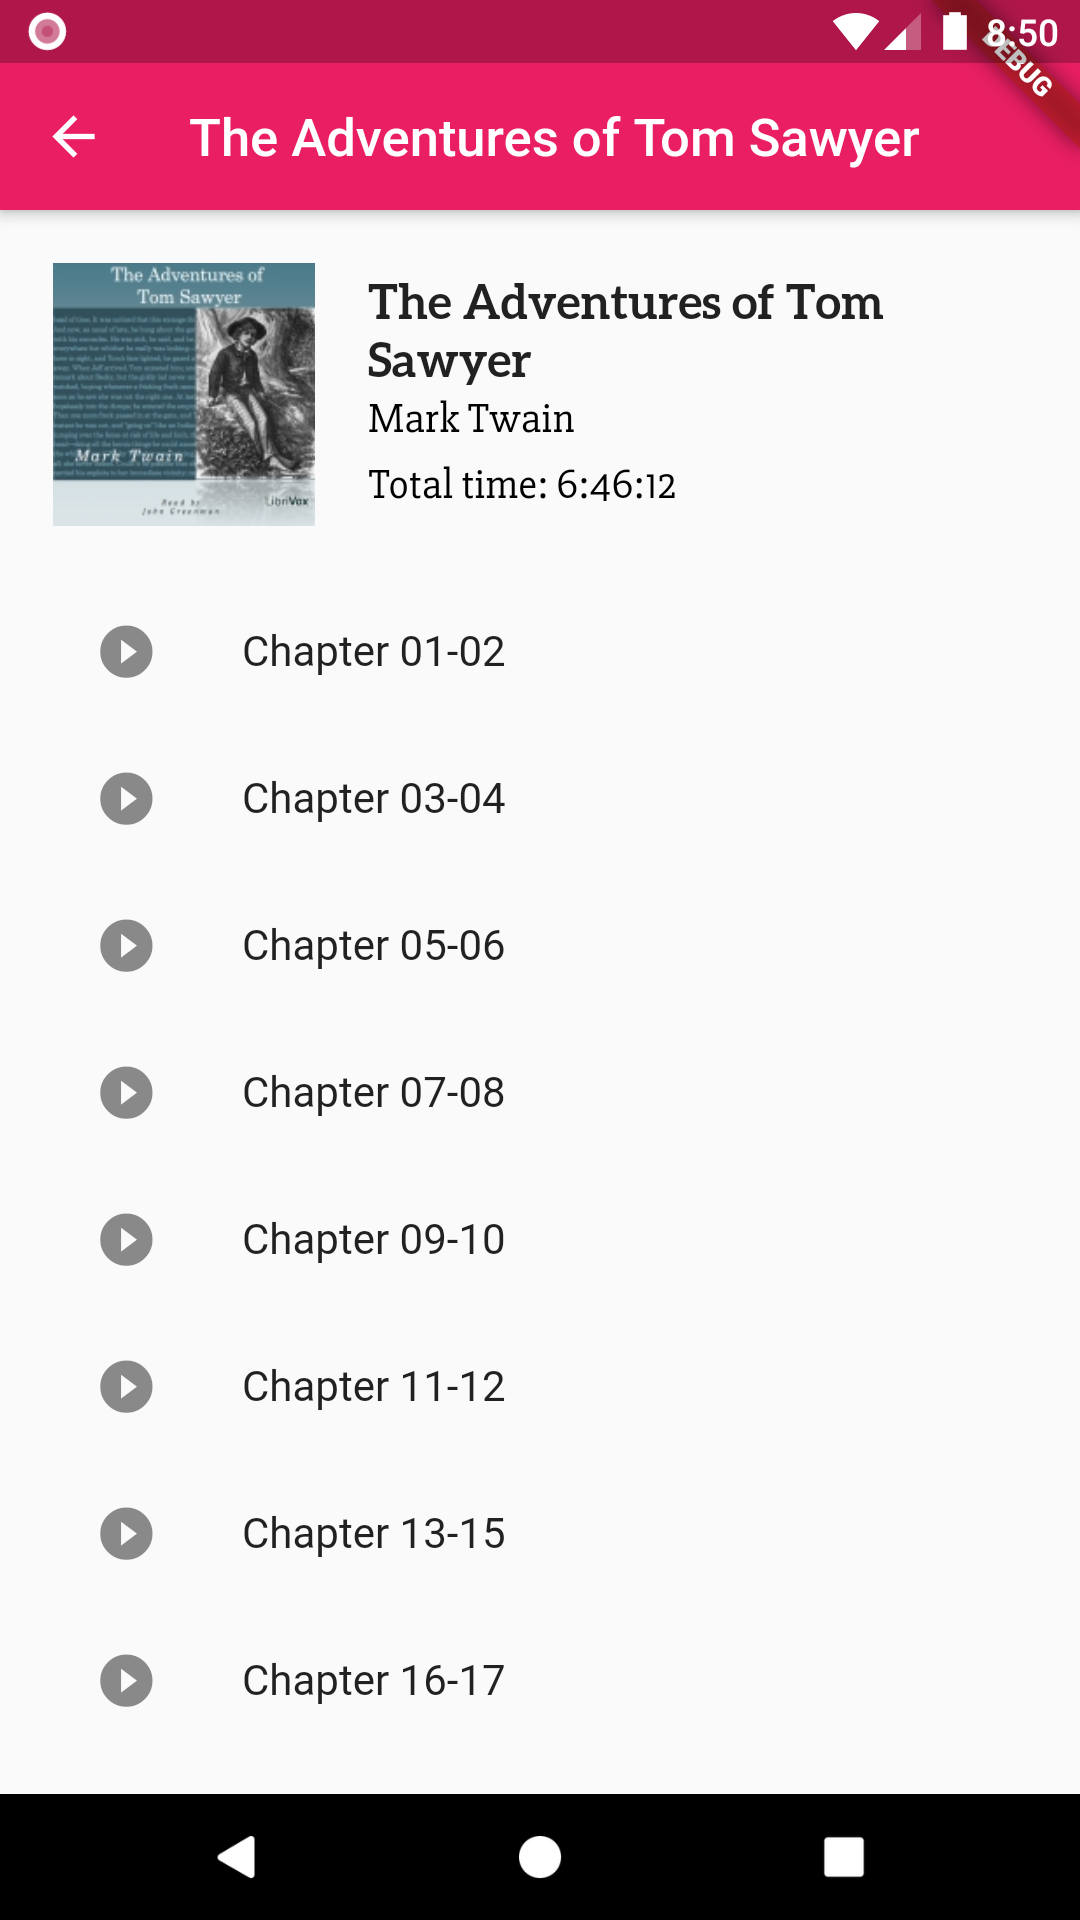 8:50
DEBUG
The Adventures of Tom Sawyer
The Adventures of
Tom Sawyer
Mark Twain
Read by
John Greenman
LibriVox
The Adventures of Tom
Sawyer
Mark Twain
Total time: 6:46:12
Chapter 01-02
Chapter 03-04
Chapter 05-06
Chapter 07-08
Chapter 09-10
Chapter 11-12
Chapter 13-15
Chapter 16-17